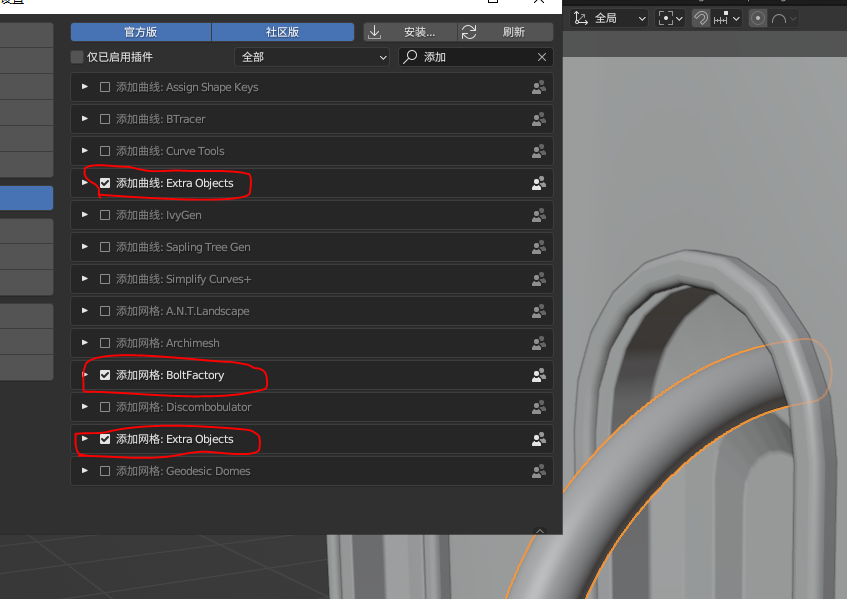 设置
官方版 社区版 安装... 刷新
仅已启用插件 全部 添加
添加曲线: Assign Shape Keys
添加曲线: BTracer
添加曲线: Curve Tools
添加曲线: Extra Objects
添加曲线: IvyGen
添加曲线: Sapling Tree Gen
添加曲线: Simplify Curves+
添加网格: A.N.T.Landscape
添加网格: Archimesh
添加网格: BoltFactory
添加网格: Discombobulator
添加网格: Extra Objects
添加网格: Geodesic Domes
全局